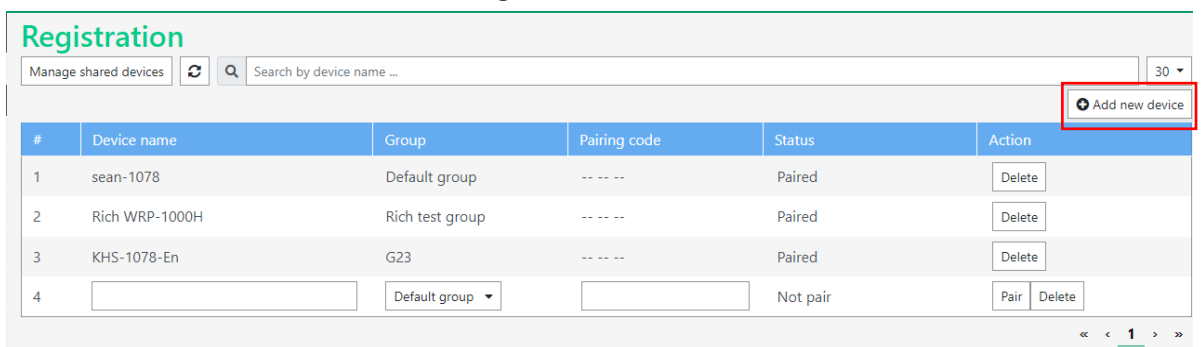 Registration
Manage shared devices Search by device name ... 30
Add new device
# Device name Group Pairing code Status Action
1 sean-1078 Default group -- -- -- Paired Delete
2 Rich WRP-1000H Rich test group -- -- -- Paired Delete
3 KHS-1078-En G23 -- -- -- Paired Delete
4 Default group Not pair Pair Delete
« ‹ 1 › »